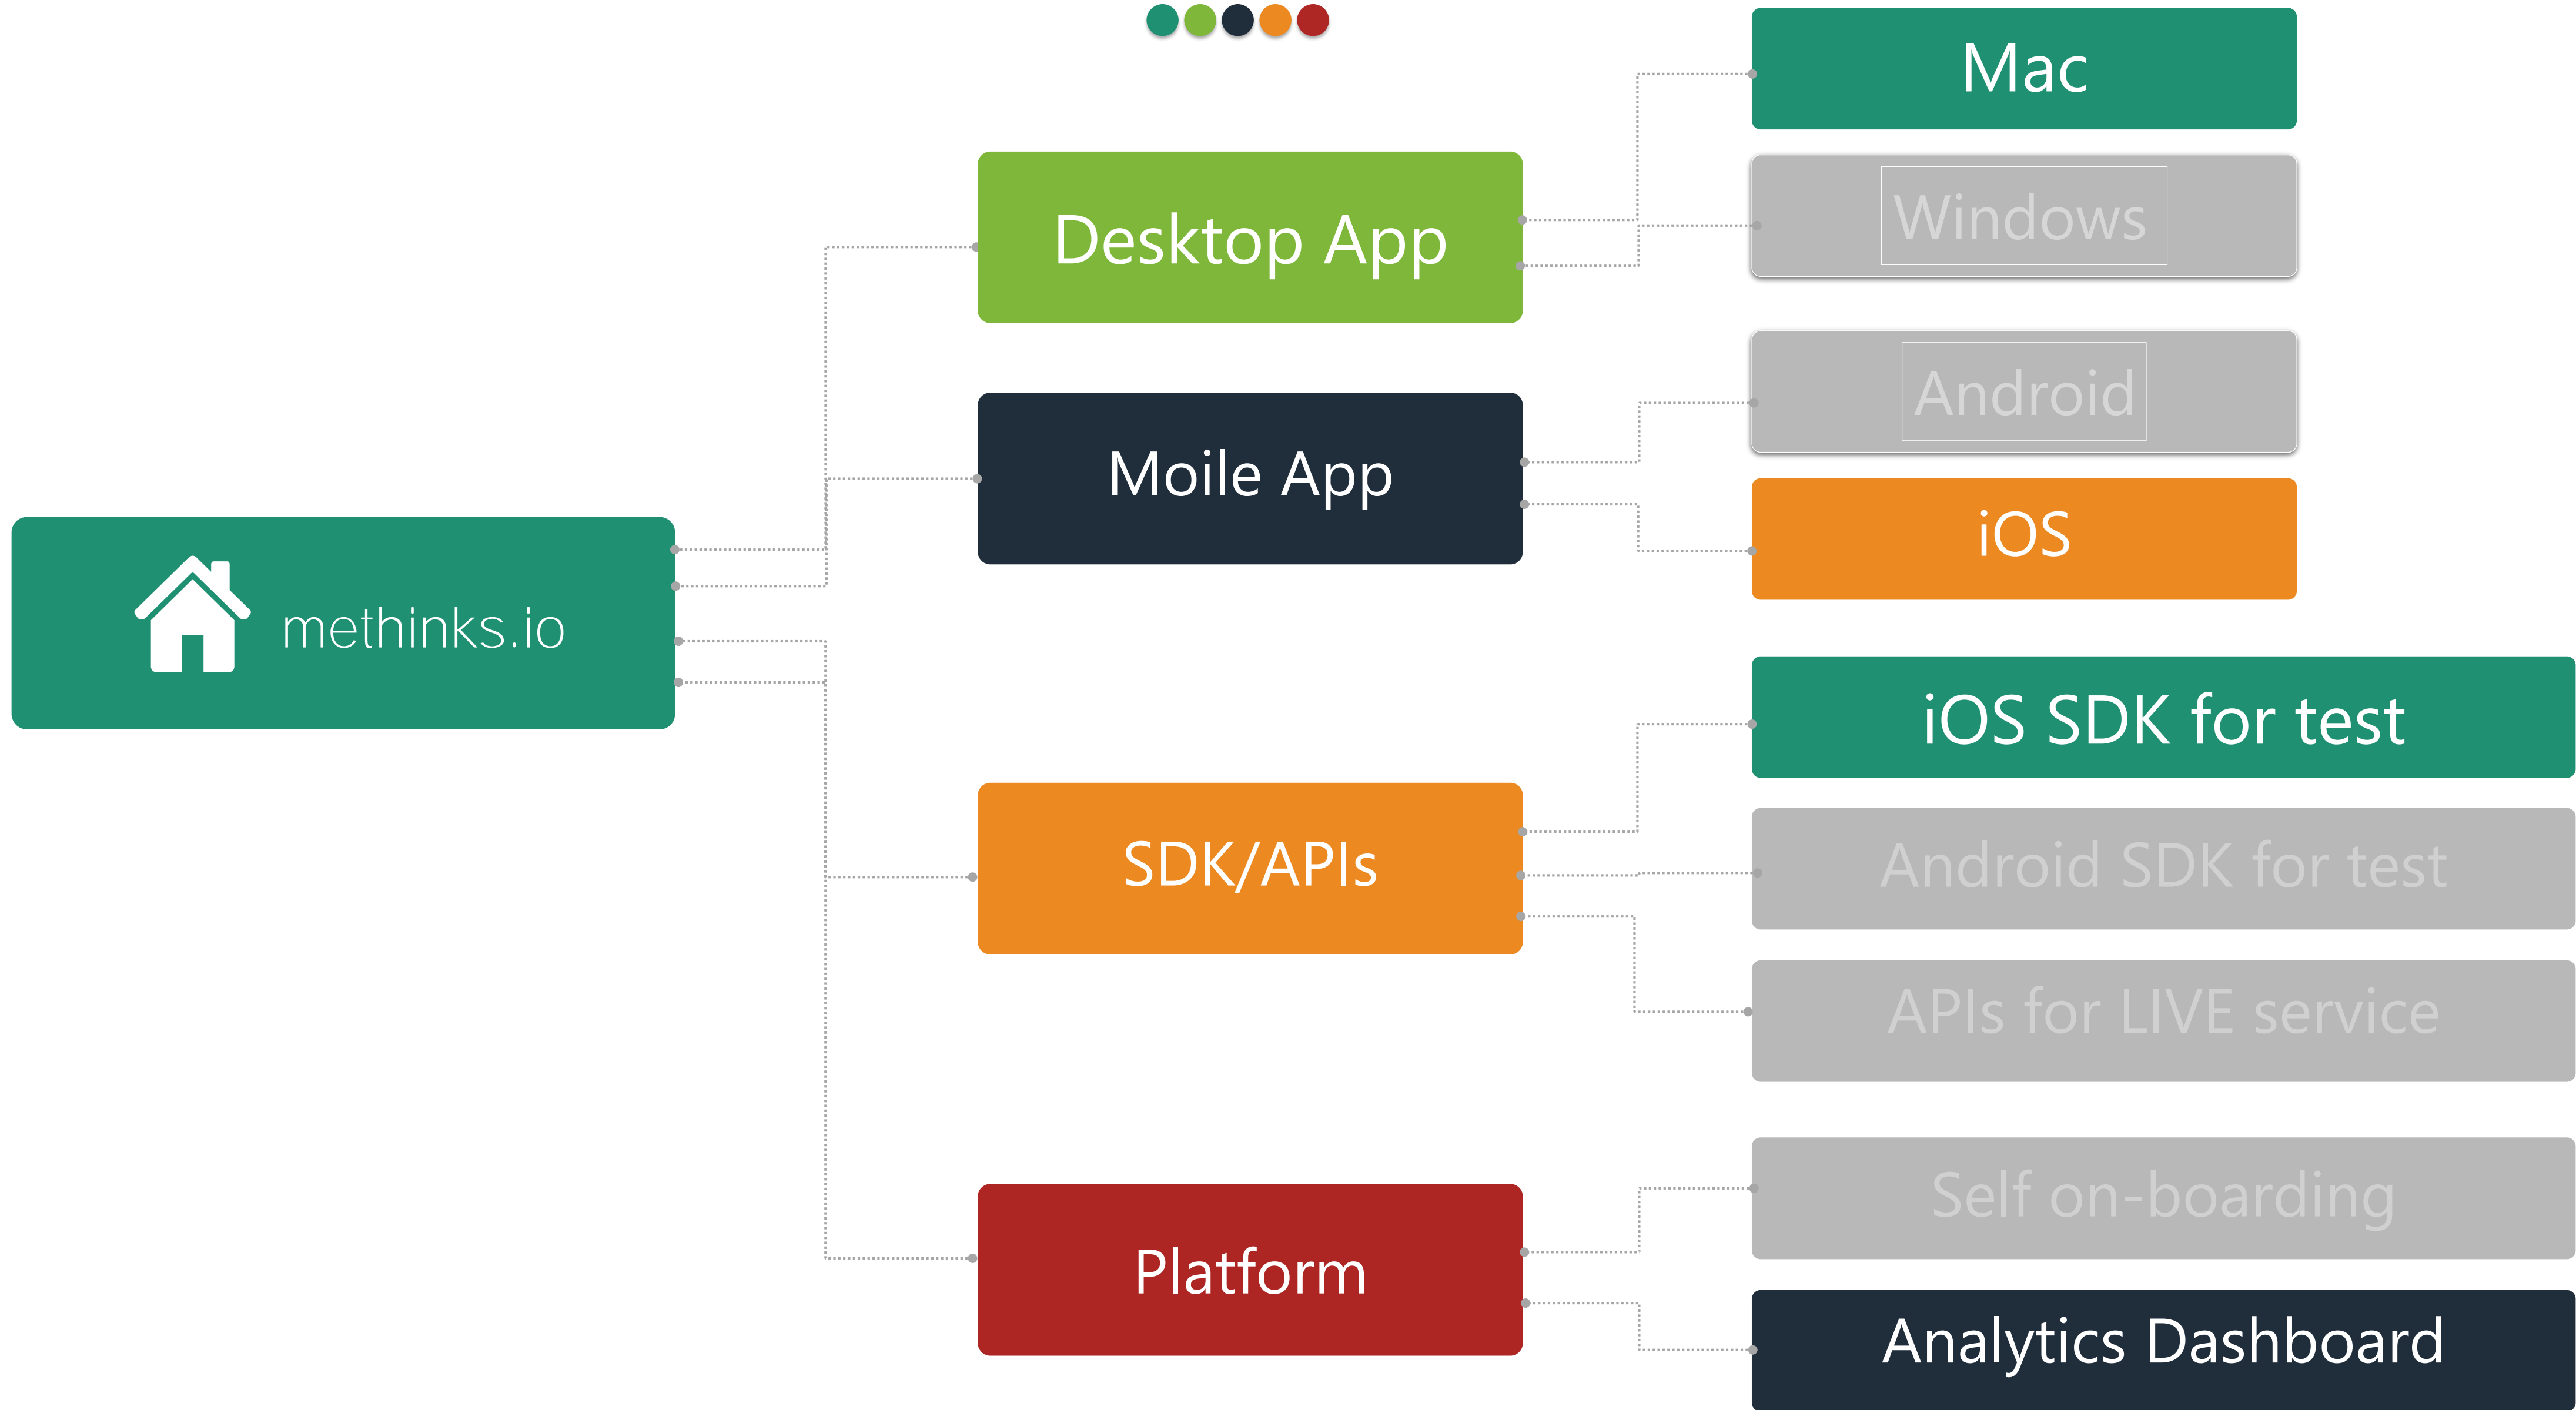 methinks.io
Desktop App
Mac
Windows
Moile App
Android
iOS
SDK/APIs
iOS SDK for test
Android SDK for test
APIs for LIVE service
Platform
Self on-boarding
Analytics Dashboard